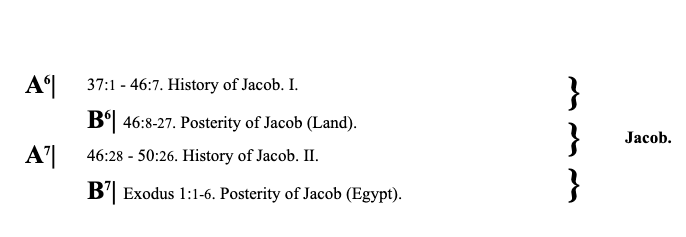 A⁶| 37:1 - 46:7. History of Jacob. I. }
B⁶| 46:8-27. Posterity of Jacob (Land).
} Jacob.
A⁷| 46:28 - 50:26. History of Jacob. II.
B⁷| Exodus 1:1-6. Posterity of Jacob (Egypt). }